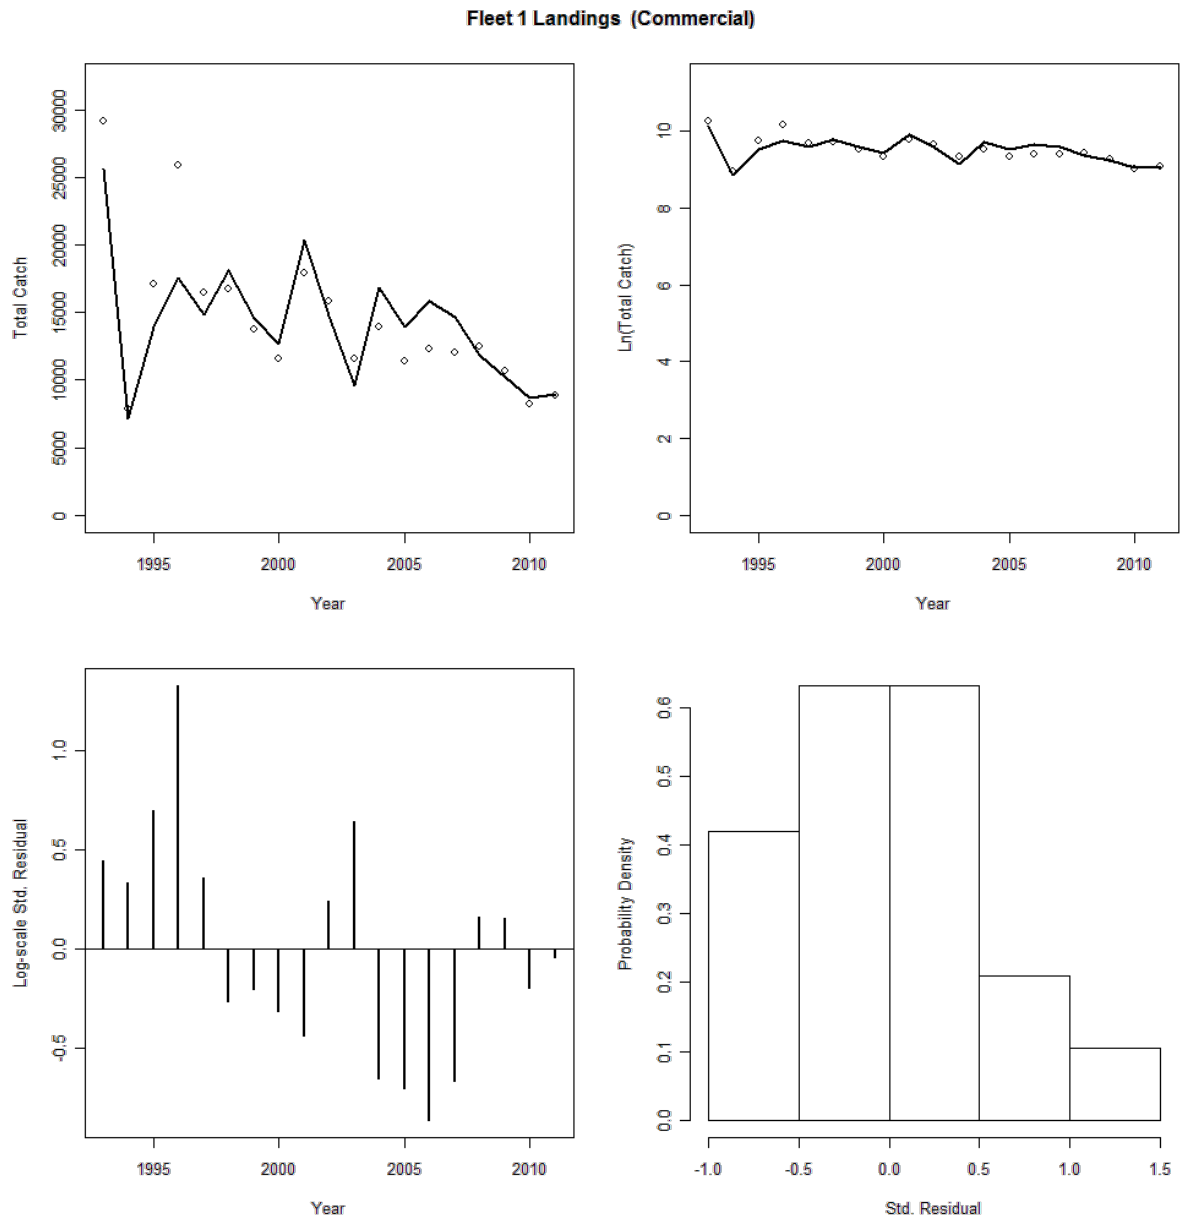 Fleet 1 Landings (Commercial)
Total Catch
30000
25000
20000
15000
10000
5000
0
1995 2000 2005 2010
Year
Ln(Total Catch)
10
8
6
4
2
0
1995 2000 2005 2010
Year
Log-scale Std. Residual
1.0
0.5
0.0
-0.5
1995 2000 2005 2010
Year
Probability Density
0.6
0.5
0.4
0.3
0.2
0.1
0.0
-1.0 -0.5 0.0 0.5 1.0 1.5
Std. Residual